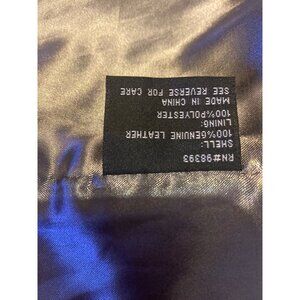 RN#98393
SHELL:
100%GENUINE LEATHER
LINING:
100%POLYESTER
MADE IN CHINA
SEE REVERSE FOR CARE